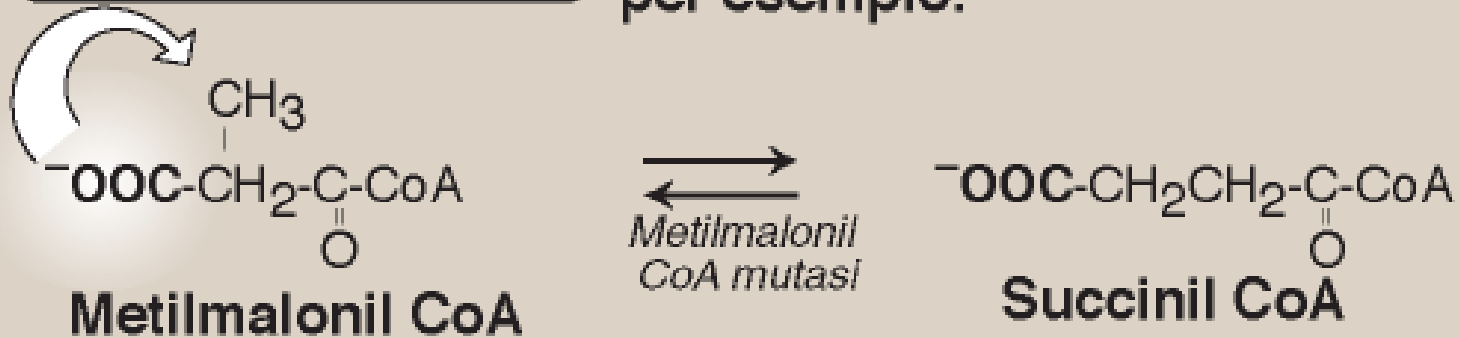 per esempio:
CH3
⁻OOC-CH2-C-CoA
O
Metilmalonil CoA
Metilmalonil
CoA mutasi
⁻OOC-CH2CH2-C-CoA
O
Succinil CoA